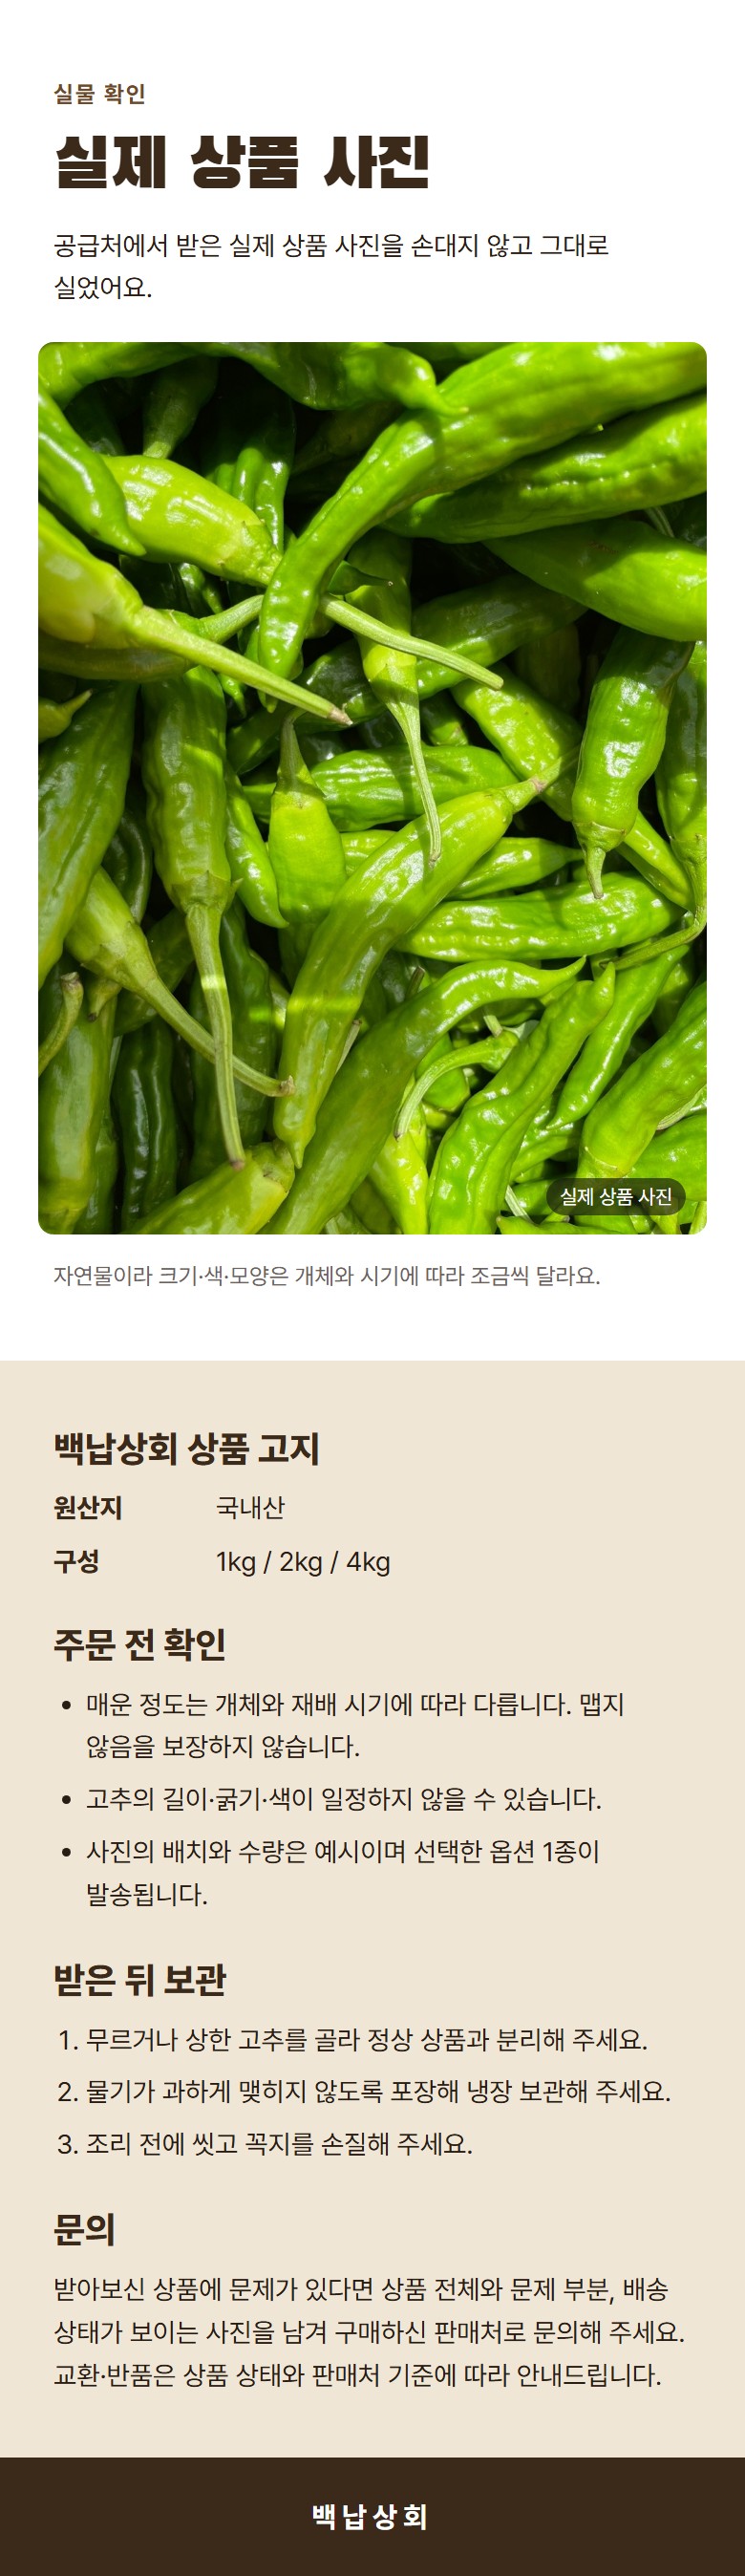 실물 확인
실제 상품 사진
공급처에서 받은 실제 상품 사진을 손대지 않고 그대로
실었어요.
실제 상품 사진
자연물이라 크기·색·모양은 개체와 시기에 따라 조금씩 달라요.
백납상회 상품 고지
원산지 국내산
구성 1kg / 2kg / 4kg
주문 전 확인
• 매운 정도는 개체와 재배 시기에 따라 다릅니다. 맵지
않음을 보장하지 않습니다.
• 고추의 길이·굵기·색이 일정하지 않을 수 있습니다.
• 사진의 배치와 수량은 예시이며 선택한 옵션 1종이
발송됩니다.
받은 뒤 보관
1. 무르거나 상한 고추를 골라 정상 상품과 분리해 주세요.
2. 물기가 과하게 맺히지 않도록 포장해 냉장 보관해 주세요.
3. 조리 전에 씻고 꼭지를 손질해 주세요.
문의
받아보신 상품에 문제가 있다면 상품 전체와 문제 부분, 배송
상태가 보이는 사진을 남겨 구매하신 판매처로 문의해 주세요.
교환·반품은 상품 상태와 판매처 기준에 따라 안내드립니다.
백납상회